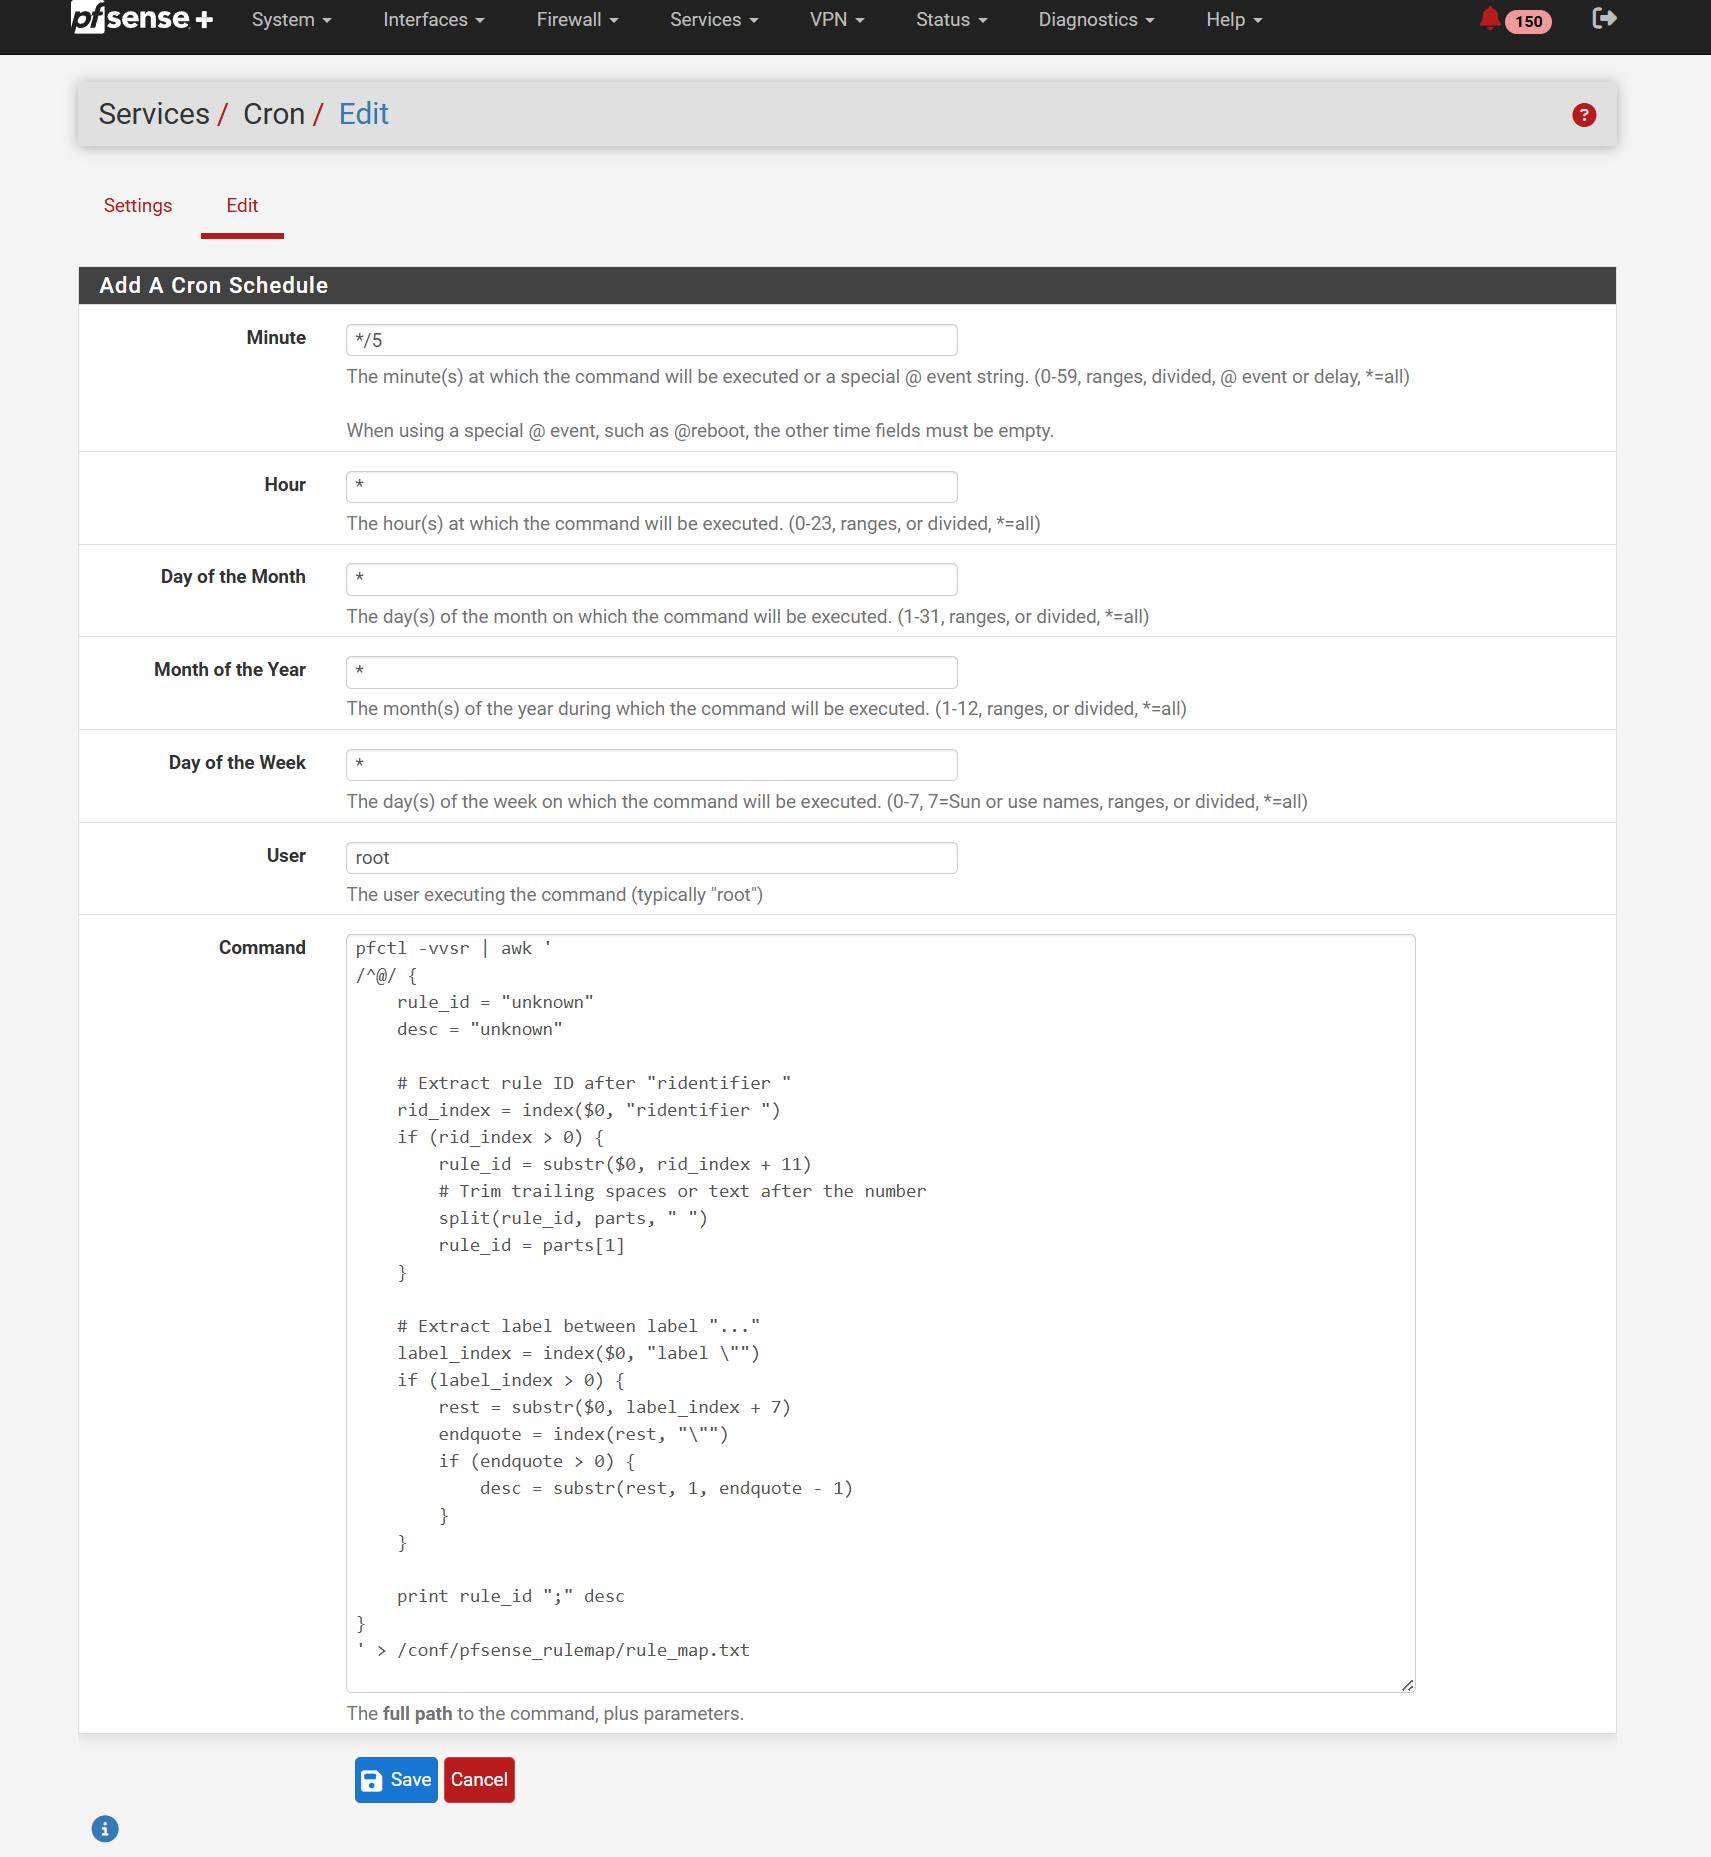 pfsense +
System Interfaces Firewall Services VPN Status Diagnostics Help 150
Services / Cron / Edit
Settings Edit
Add A Cron Schedule
Minute */5
The minute(s) at which the command will be executed or a special @ event string. (0-59, ranges, divided, @ event or delay, *=all)
When using a special @ event, such as @reboot, the other time fields must be empty.
Hour *
The hour(s) at which the command will be executed. (0-23, ranges, or divided, *=all)
Day of the Month *
The day(s) of the month on which the command will be executed. (1-31, ranges, or divided, *=all)
Month of the Year *
The month(s) of the year during which the command will be executed. (1-12, ranges, or divided, *=all)
Day of the Week *
The day(s) of the week on which the command will be executed. (0-7, 7=Sun or use names, ranges, or divided, *=all)
User root
The user executing the command (typically "root")
Command
pfctl -vvsr | awk '
/^@/ {
    rule_id = "unknown"
    desc = "unknown"

    # Extract rule ID after "ridentifier "
    rid_index = index($0, "ridentifier ")
    if (rid_index > 0) {
        rule_id = substr($0, rid_index + 11)
        # Trim trailing spaces or text after the number
        split(rule_id, parts, " ")
        rule_id = parts[1]
    }

    # Extract label between label "..."
    label_index = index($0, "label \"")
    if (label_index > 0) {
        rest = substr($0, label_index + 7)
        endquote = index(rest, "\"")
        if (endquote > 0) {
            desc = substr(rest, 1, endquote - 1)
        }
    }

    print rule_id ";" desc
}
' > /conf/pfsense_rulemap/rule_map.txt
The full path to the command, plus parameters.
Save Cancel